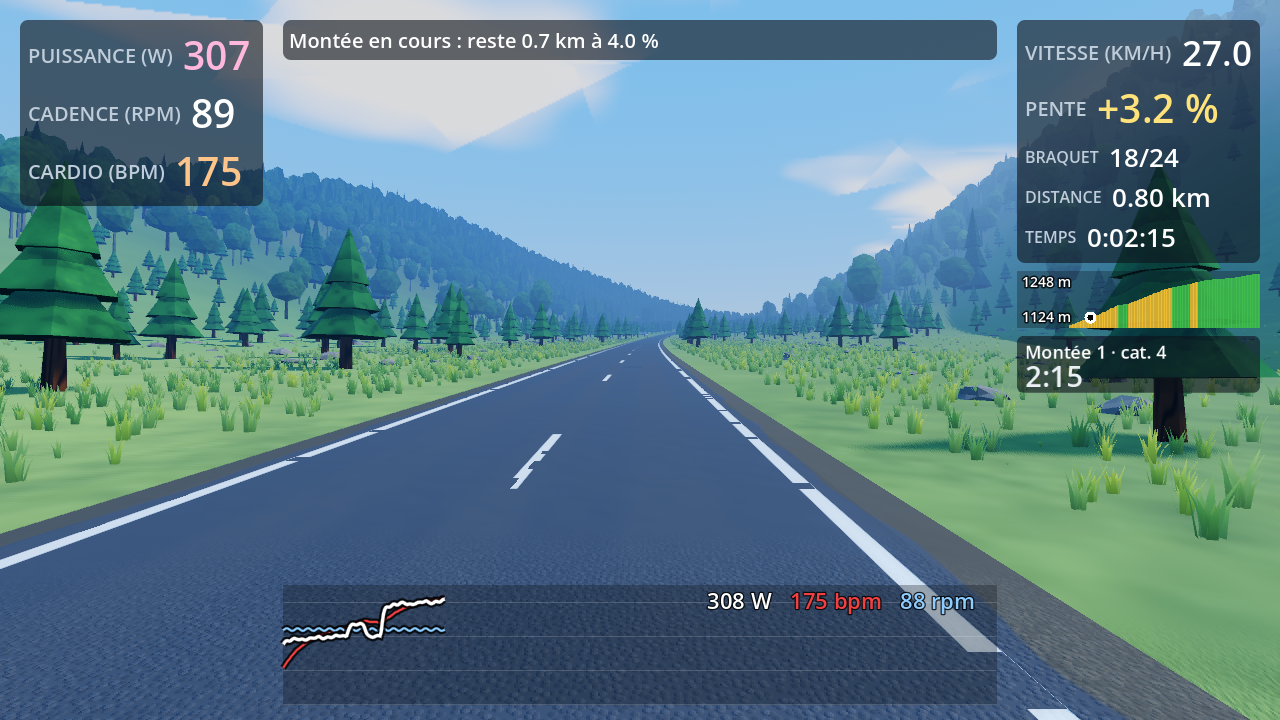 PUISSANCE (W) 307
CADENCE (RPM) 89
CARDIO (BPM) 175
Montée en cours : reste 0.7 km à 4.0 %
VITESSE (KM/H) 27.0
PENTE +3.2 %
BRAQUET 18/24
DISTANCE 0.80 km
TEMPS 0:02:15
1248 m
1124 m
Montée 1 · cat. 4
2:15
308 W 175 bpm 88 rpm